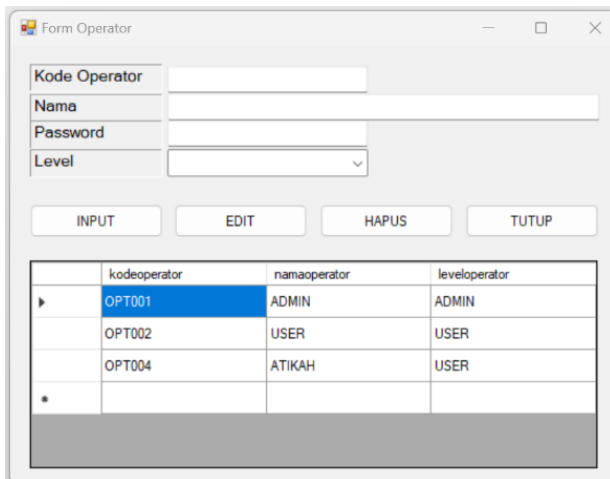 Form Operator
Kode Operator
Nama
Password
Level
INPUT EDIT HAPUS TUTUP
kodeoperator namaoperator leveloperator
OPT001 ADMIN ADMIN
OPT002 USER USER
OPT004 ATIKAH USER